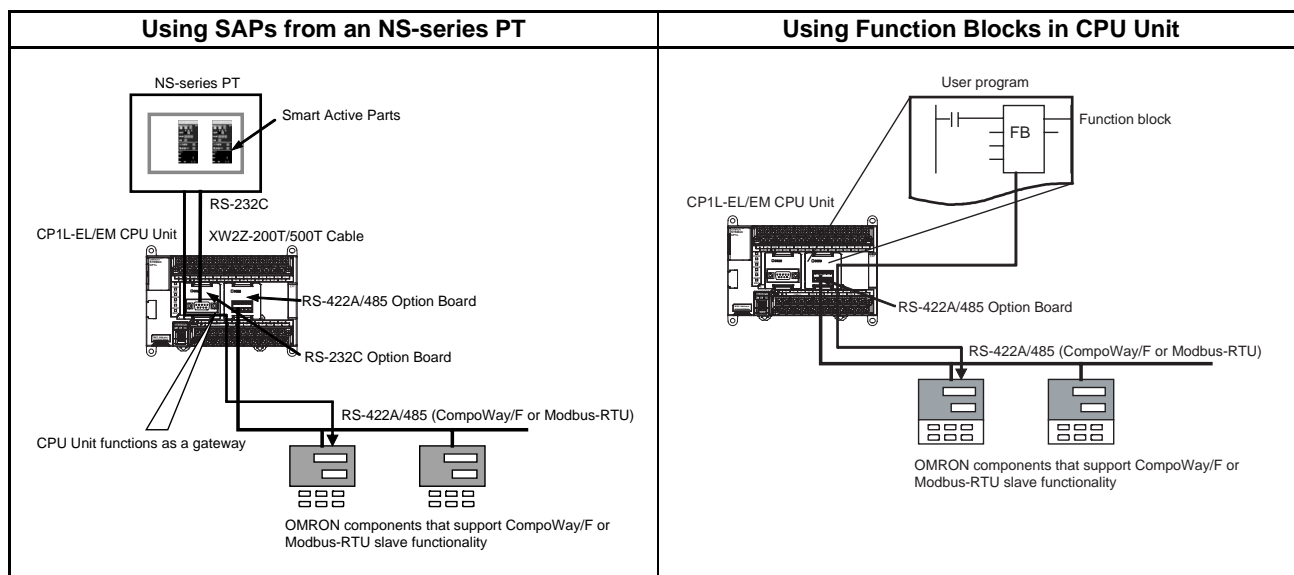 Using SAPs from an NS-series PT
NS-series PT
Smart Active Parts
RS-232C
CP1L-EL/EM CPU Unit
XW2Z-200T/500T Cable
RS-422A/485 Option Board
RS-232C Option Board
RS-422A/485 (CompoWay/F or Modbus-RTU)
CPU Unit functions as a gateway
OMRON components that support CompoWay/F or
Modbus-RTU slave functionality
Using Function Blocks in CPU Unit
User program
FB
Function block
CP1L-EL/EM CPU Unit
RS-422A/485 Option Board
RS-422A/485 (CompoWay/F or Modbus-RTU)
OMRON components that support CompoWay/F or
Modbus-RTU slave functionality